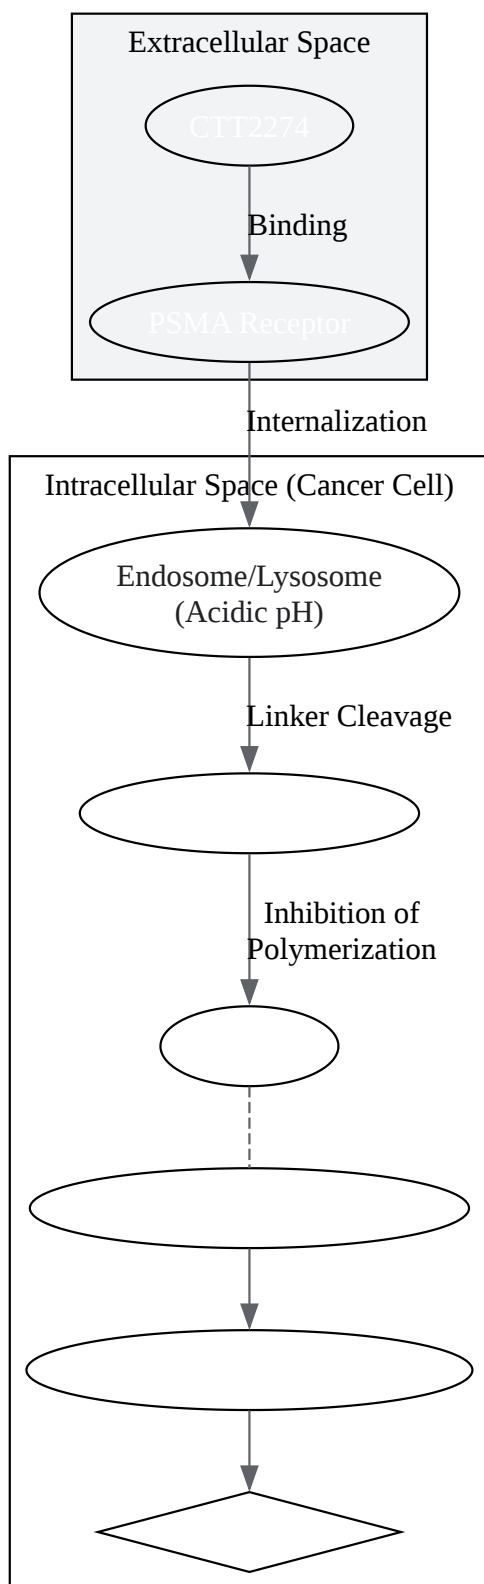 Extracellular Space
CTT2274
Binding
PSMA Receptor
Internalization
Intracellular Space (Cancer Cell)
Endosome/Lysosome
(Acidic pH)
Linker Cleavage
Inhibition of
Polymerization